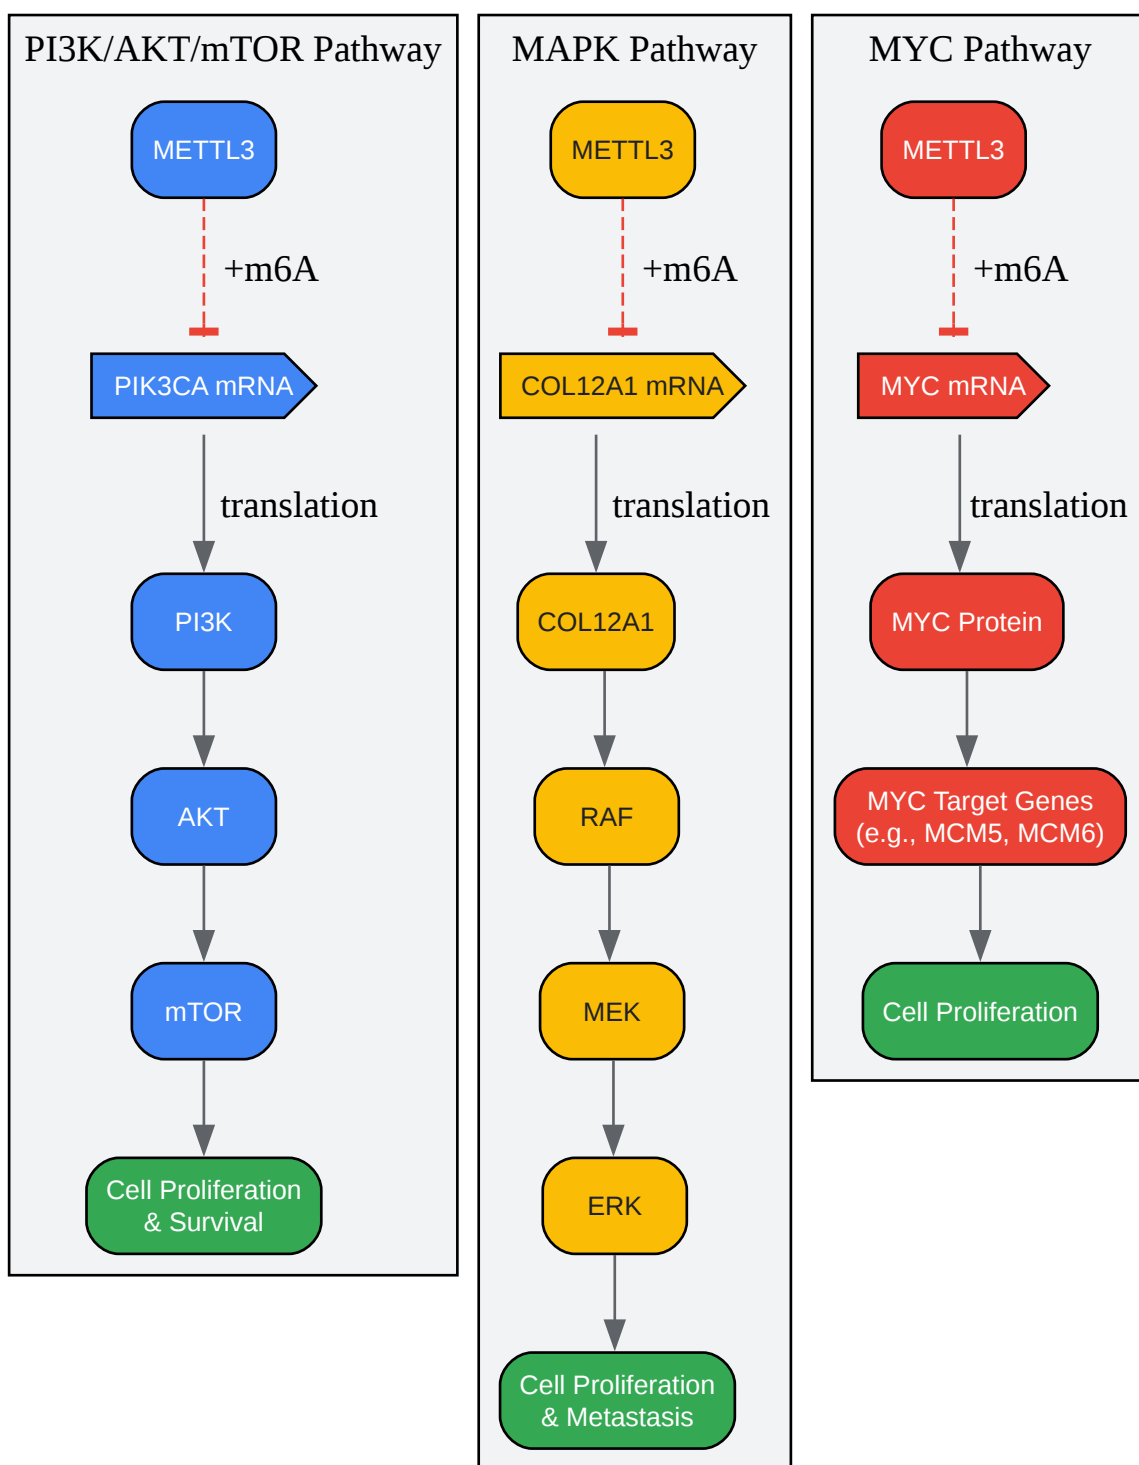 PI3K/AKT/mTOR Pathway
METTL3
+m6A
PIK3CA mRNA
translation
PI3K
AKT
mTOR
Cell Proliferation
& Survival
MAPK Pathway
METTL3
+m6A
COL12A1 mRNA
translation
COL12A1
RAF
MEK
ERK
Cell Proliferation
& Metastasis
MYC Pathway
METTL3
+m6A
MYC mRNA
translation
MYC Protein
MYC Target Genes
(e.g., MCM5, MCM6)
Cell Proliferation